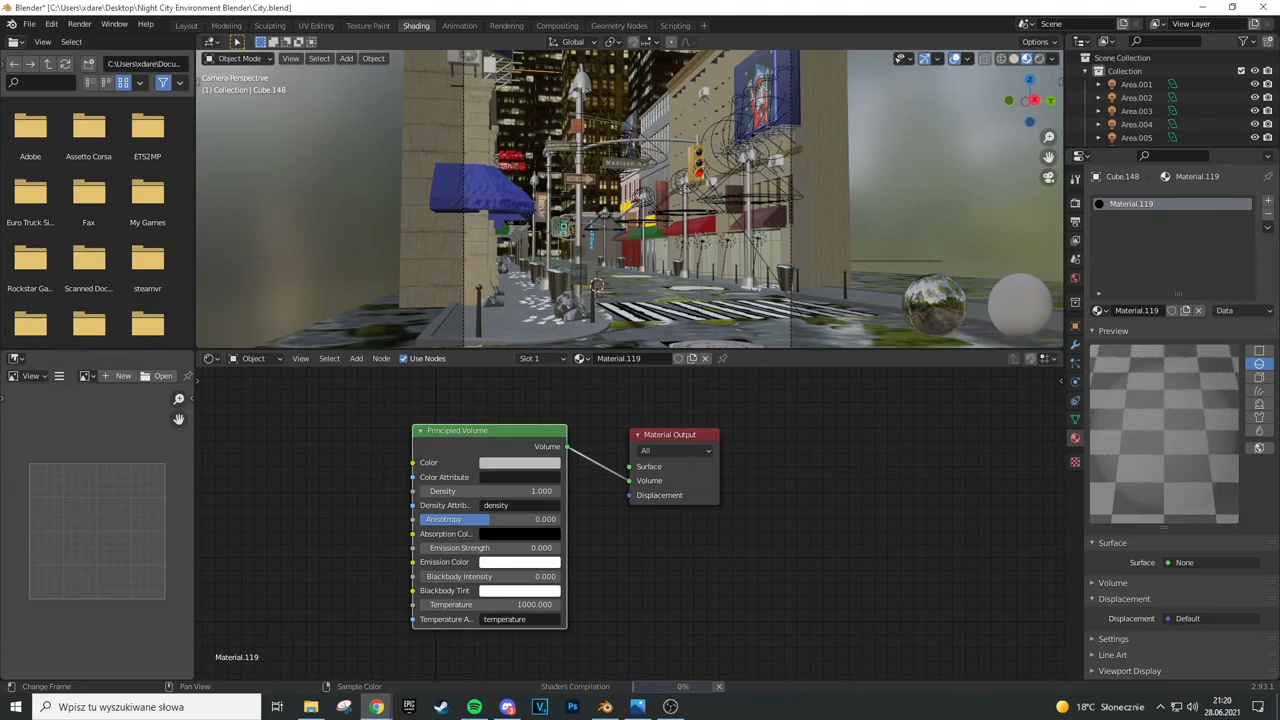 Blender* [C:\Users\xdare\Desktop\Night City Environment Blender\City.blend]
File Edit Render Window Help Layout Modeling Sculpting UV Editing Texture Paint Shading Animation Rendering Compositing Geometry Nodes Scripting + Scene View Layer
View Select Global Options
C:\Users\xdare\Docu...
Object Mode View Select Add Object
Camera Perspective
(1) Collection | Cube.148
Scene Collection
Collection
Area.001
Area.002
Area.003
Area.004
Area.005
Adobe Assetto Corsa ETS2MP
Euro Truck Si... Fax My Games
Rockstar Ga... Scanned Doc... steamvr
Madison Av
Cube.148 Material.119
Material.119
Material.119 Data
Preview
View New Open
Object View Select Add Node Use Nodes Slot 1 Material.119
Principled Volume
Volume
Color
Color Attribute
Density 1.000
Density Attrib... density
Anisotropy 0.000
Absorption Col...
Emission Strength 0.000
Emission Color
Blackbody Intensity 0.000
Blackbody Tint
Temperature 1000.000
Temperature A... temperature
Material Output
All
Surface
Volume
Displacement
Material.119
Surface
Surface None
Volume
Displacement
Displacement Default
Settings
Line Art
Viewport Display
Change Frame Pan View Sample Color Shaders Compilation 0% 2.93.1
Wpisz tu wyszukiwane słowa
18°C Słonecznie
21:20
28.06.2021